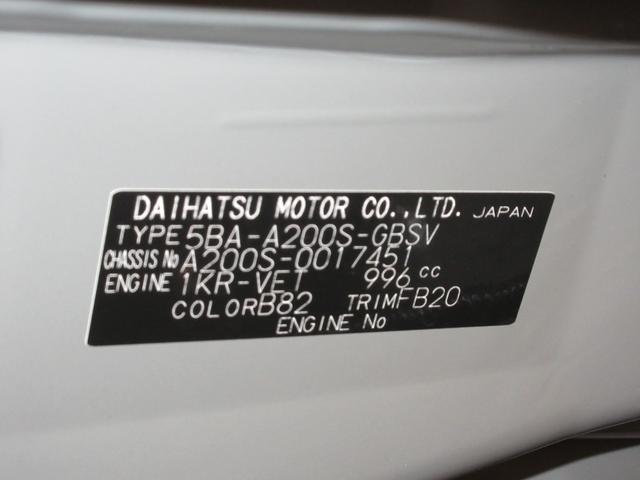 DAIHATSU MOTOR CO.,LTD. JAPAN
TYPE 5BA-A200S-GBSV
CHASSIS No A200S-0017451
ENGINE 1KR-VET 996 cc
COLOR B82 TRIM FB20
ENGINE No